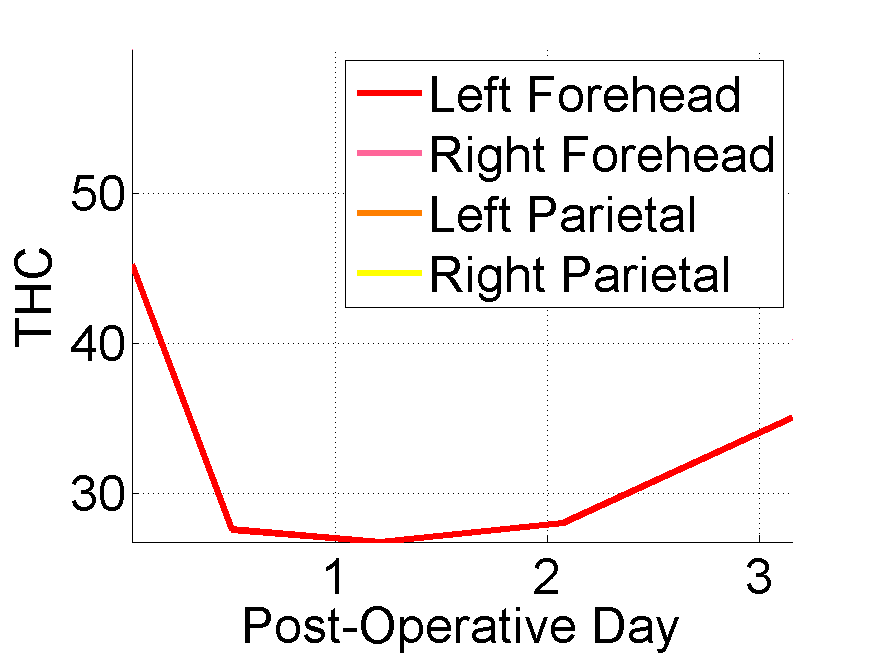 Left Forehead
Right Forehead
Left Parietal
Right Parietal
50
40
30
THC
1 2 3
Post-Operative Day